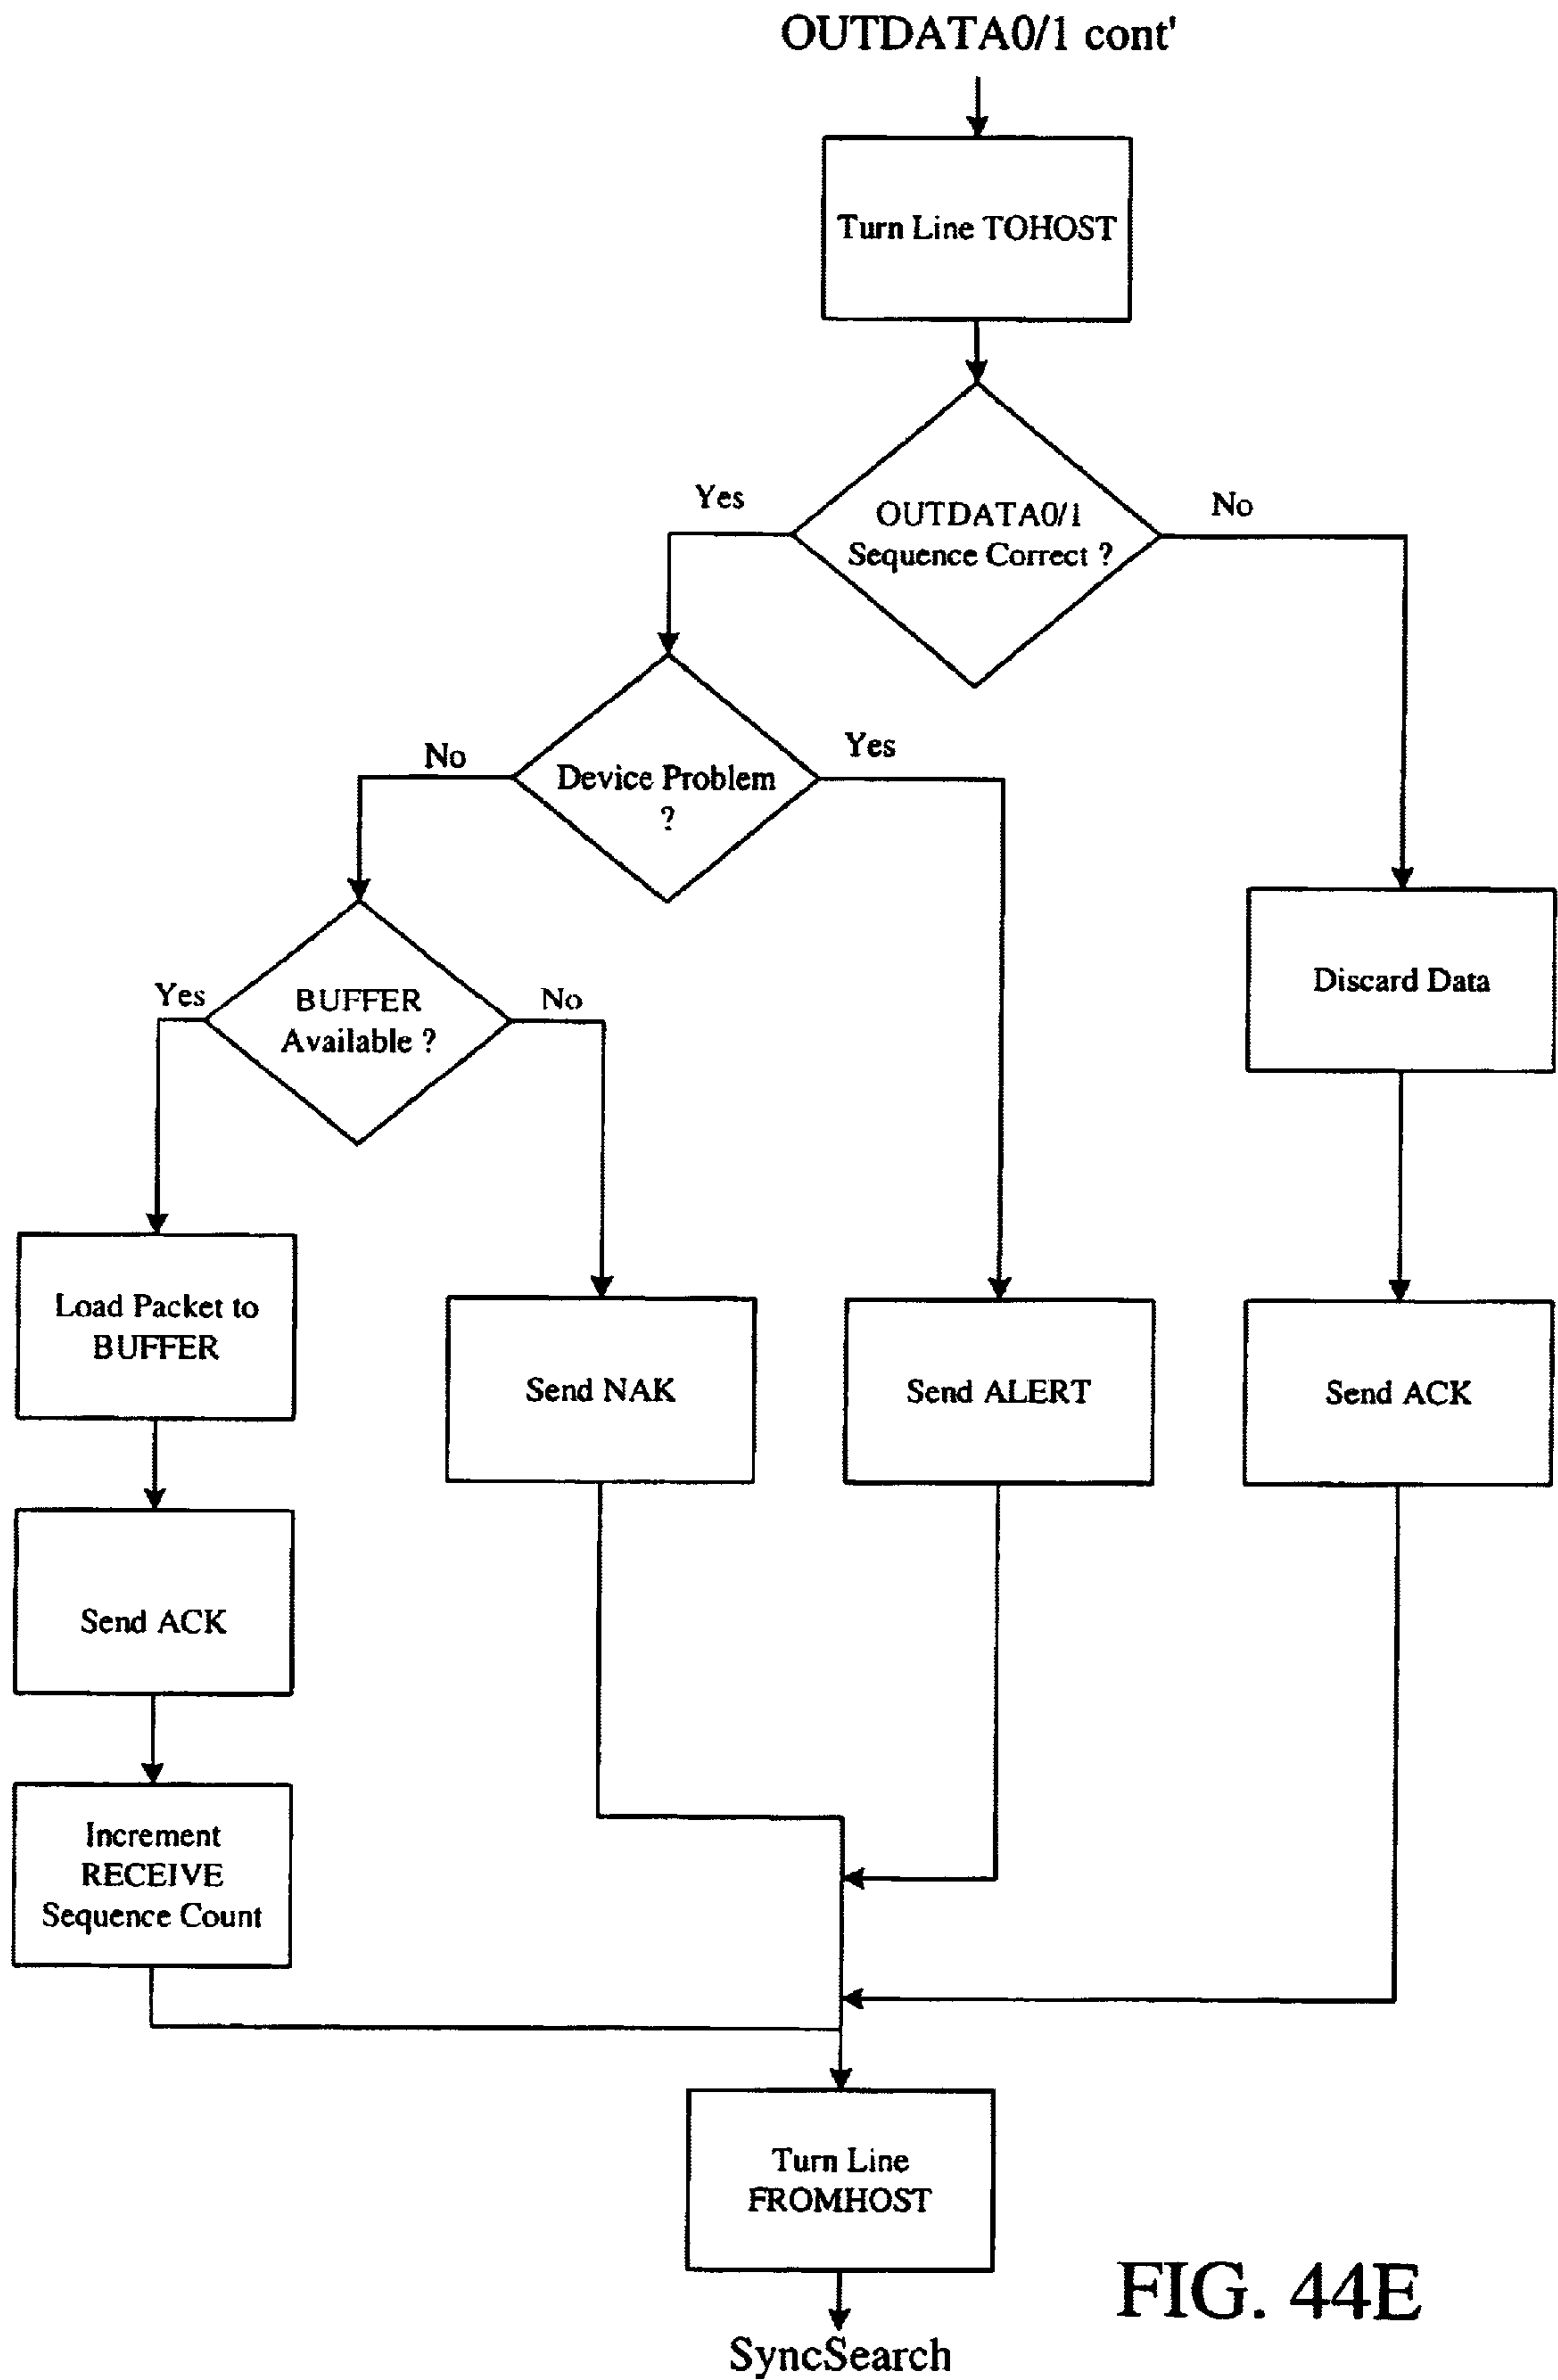 OUTDATA0/1 cont'
Turn Line TOHOST
Yes
OUTDATA0/1
Sequence Correct ?
No
No
Device Problem
?
Yes
Yes
BUFFER
Available ?
No
Discard Data
Load Packet to
BUFFER
Send NAK
Send ALERT
Send ACK
Send ACK
Increment
RECEIVE
Sequence Count
Turn Line
FROMHOST
FIG. 44E
SyncSearch